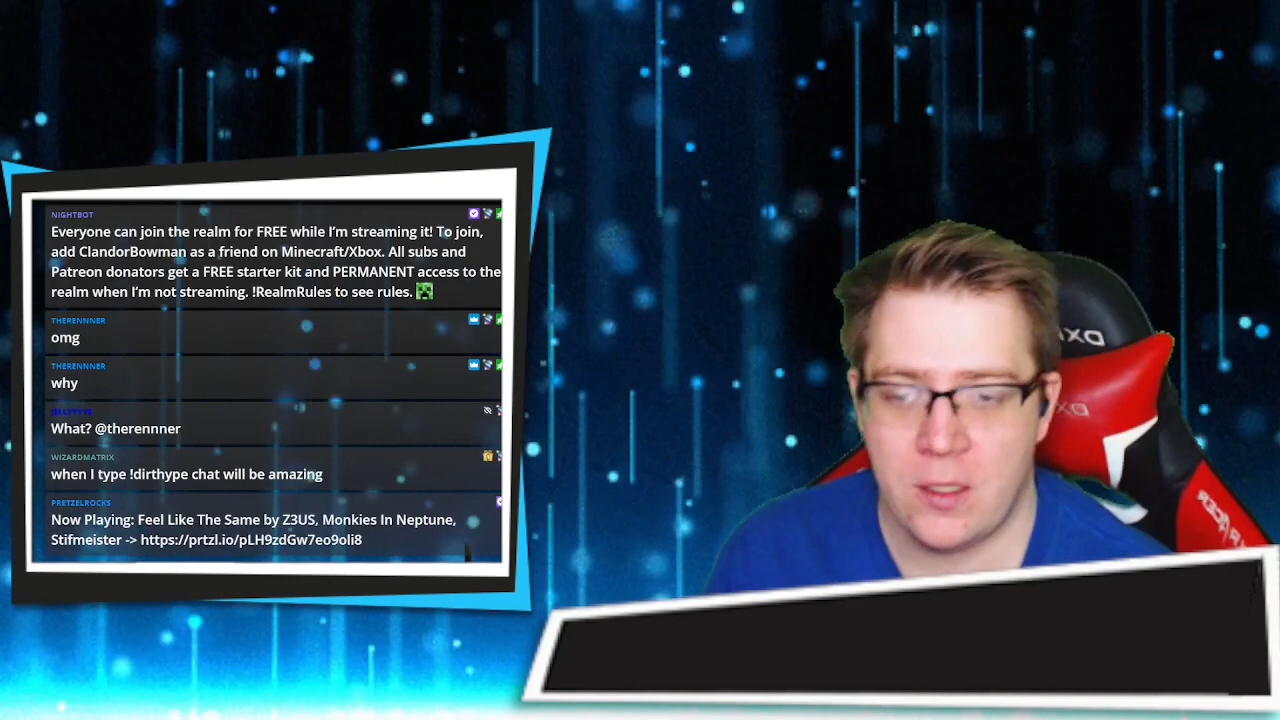 NIGHTBOT
Everyone can join the realm for FREE while I'm streaming it! To join,
add ClandorBowman as a friend on Minecraft/Xbox. All subs and
Patreon donators get a FREE starter kit and PERMANENT access to the
realm when I'm not streaming. !RealmRules to see rules.
THERENNNER
omg
THERENNNER
why
What? @therennner
WIZARDMATRIX
when I type !dirthype chat will be amazing
PRETZELROCKS
Now Playing: Feel Like The Same by Z3US, Monkies In Neptune,
Stifmeister -> https://prtzl.io/pLH9zdGw7eo9oli8